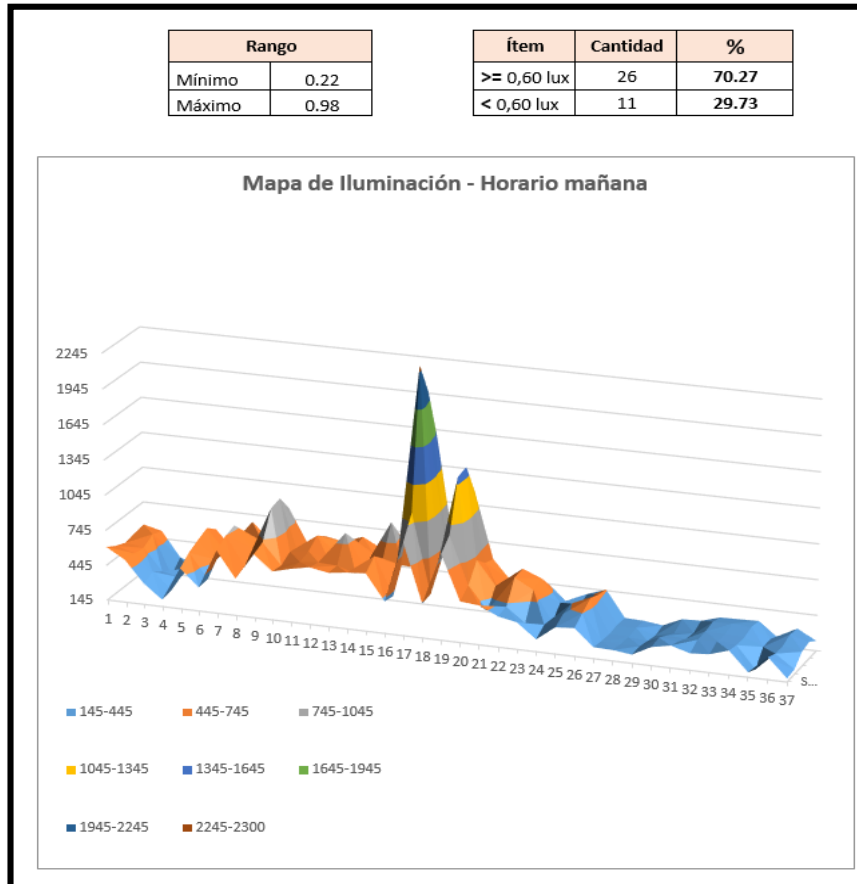 Rango
Mínimo 0.22
Máximo 0.98
Ítem Cantidad %
>= 0,60 lux 26 70.27
< 0,60 lux 11 29.73
Mapa de Iluminación - Horario mañana
2245
1945
1645
1345
1045
745
445
145
1 2 3 4 5 6 7 8 9 10 11 12 13 14 15 16 17 18 19 20 21 22 23 24 25 26 27 28 29 30 31 32 33 34 35 36 37
S...
145-445 445-745 745-1045
1045-1345 1345-1645 1645-1945
1945-2245 2245-2300